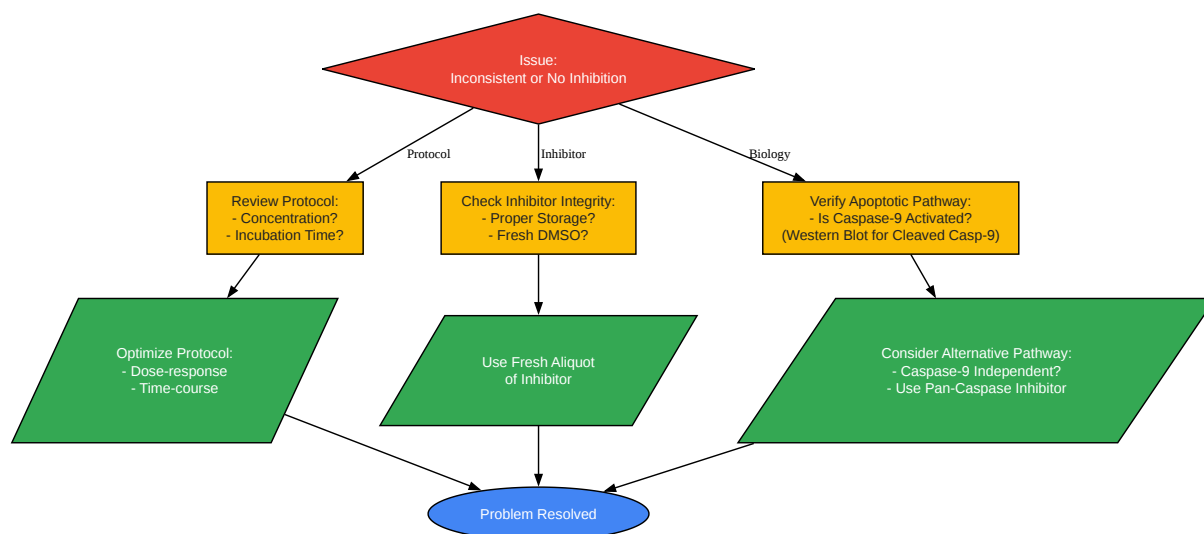 Issue:
Inconsistent or No Inhibition
Protocol
Inhibitor
Biology
Review Protocol:
- Concentration?
- Incubation Time?
Check Inhibitor Integrity:
- Proper Storage?
- Fresh DMSO?
Verify Apoptotic Pathway:
- Is Caspase-9 Activated?
(Western Blot for Cleaved Casp-9)
Optimize Protocol:
- Dose-response
- Time-course
Use Fresh Aliquot
of Inhibitor
Consider Alternative Pathway:
- Caspase-9 Independent?
- Use Pan-Caspase Inhibitor
Problem Resolved